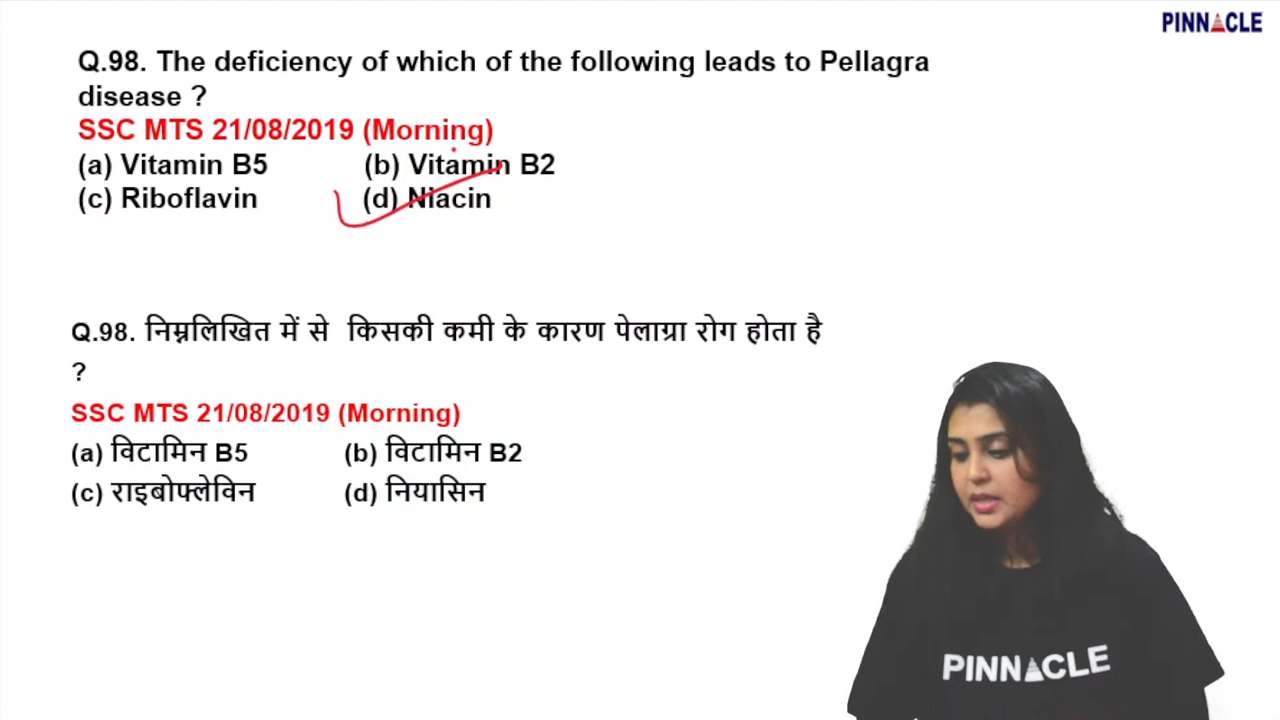 PINNACLE
Q.98. The deficiency of which of the following leads to Pellagra
disease ?
SSC MTS 21/08/2019 (Morning)
(a) Vitamin B5 (b) Vitamin B2
(c) Riboflavin (d) Niacin
Q.98. निम्नलिखित में से किसकी कमी के कारण पेलाग्रा रोग होता है
?
SSC MTS 21/08/2019 (Morning)
(a) विटामिन B5 (b) विटामिन B2
(c) राइबोफ्लेविन (d) नियासिन
PINNACLE